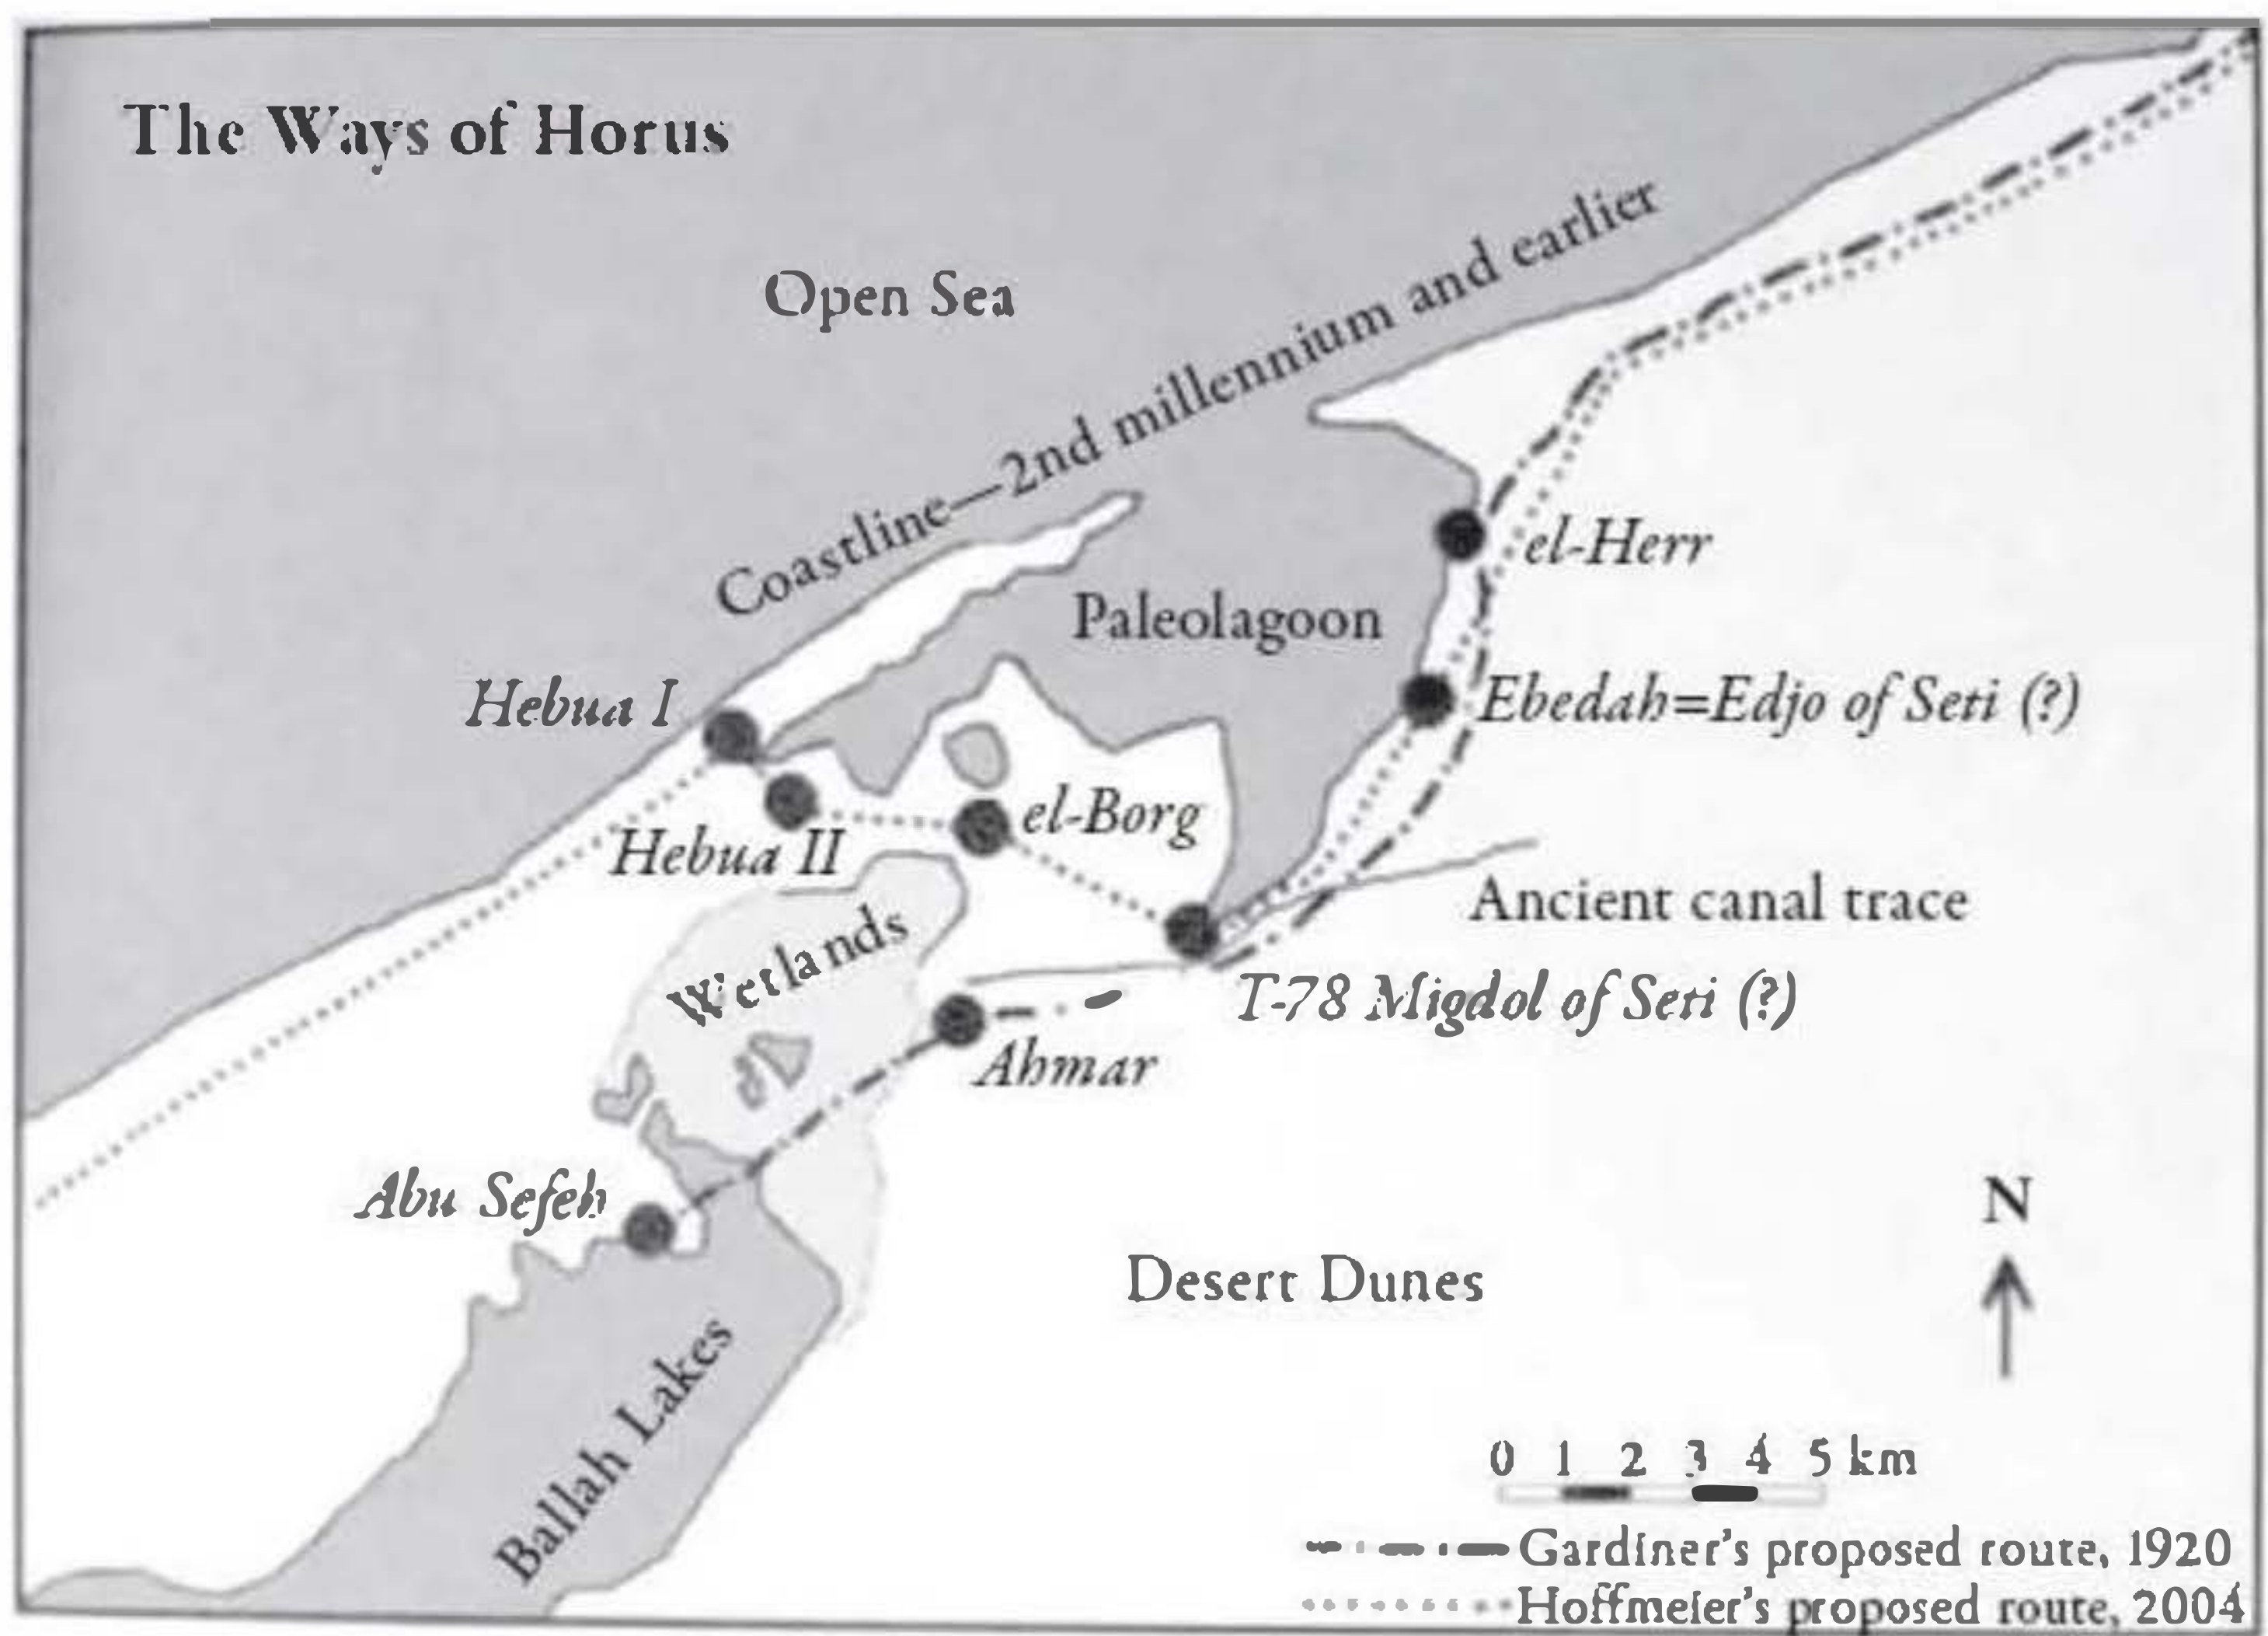 The Ways of Horus
Open Sea
Coastline—2nd millennium and earlier
el-Herr
Paleolagoon
Hebua I
Ebedah=Edjo of Seti (?)
el-Borg
Hebua II
Ancient canal trace
Wetlands
T-78 Migdol of Seti (?)
Ahmar
Abu Sefeh
N
Desert Dunes
Ballah Lakes
0 1 2 3 4 5 km
Gardiner's proposed route, 1920
Hoffmeier's proposed route, 2004